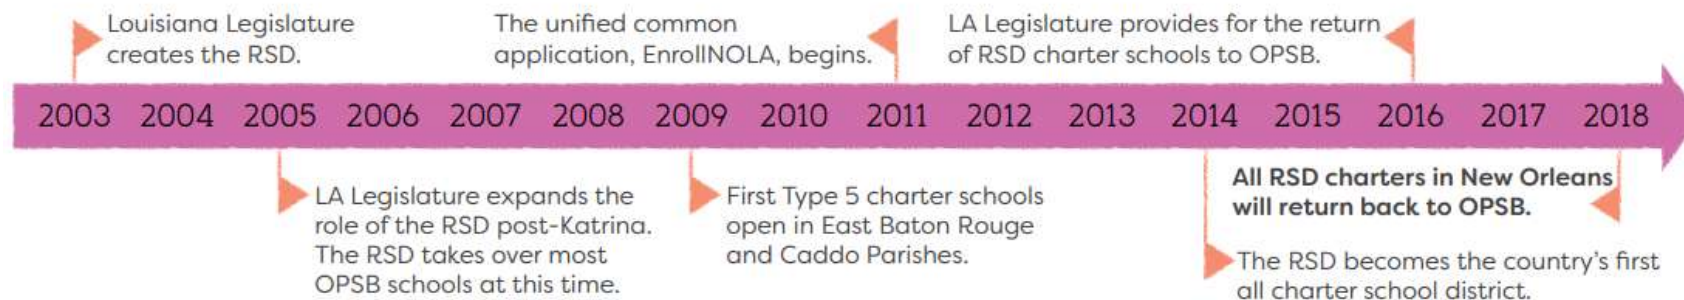 Louisiana Legislature
creates the RSD.
The unified common
application, EnrollNOLA, begins.
LA Legislature provides for the return
of RSD charter schools to OPSB.
2003 2004 2005 2006 2007 2008 2009 2010 2011 2012 2013 2014 2015 2016 2017 2018
LA Legislature expands the
role of the RSD post-Katrina.
The RSD takes over most
OPSB schools at this time.
First Type 5 charter schools
open in East Baton Rouge
and Caddo Parishes.
All RSD charters in New Orleans
will return back to OPSB.
The RSD becomes the country's first
all charter school district.